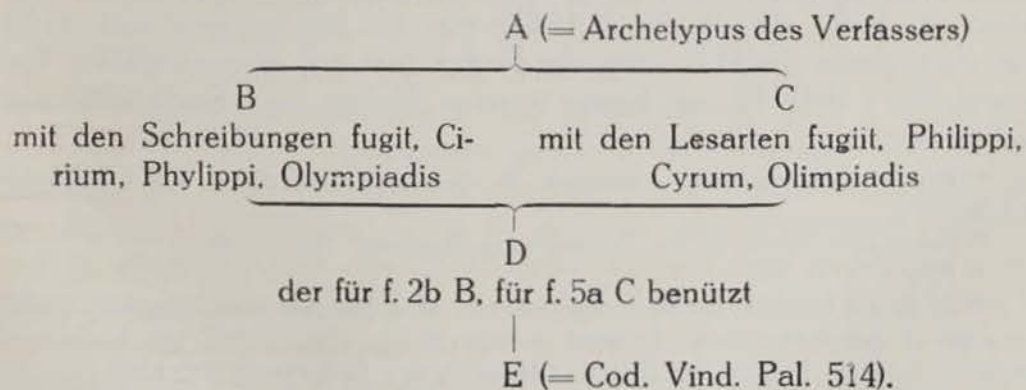 A (= Archetypus des Verfassers)
B
C
mit den Schreibungen fugit, Ci-
rium, Phylippi, Olympiadis
mit den Lesarten fugiit, Philippi,
Cyrum, Olimpiadis
D
der für f. 2b B, für f. 5a C benützt
E (= Cod. Vind. Pal. 514).